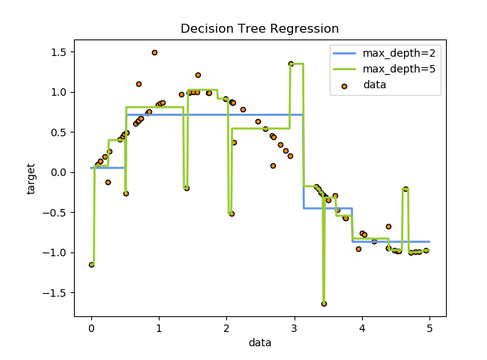 Decision Tree Regression
max_depth=2
max_depth=5
data
target
1.5
1.0
0.5
0.0
−0.5
−1.0
−1.5
0
1
2
3
4
5
data